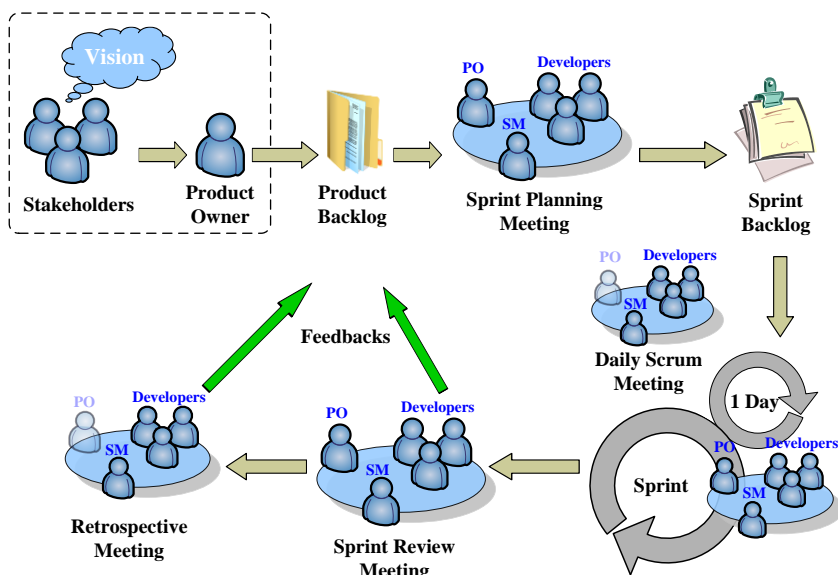 Vision
Stakeholders
Product
Owner
Product
Backlog
PO
Developers
SM
Sprint Planning
Meeting
Sprint
Backlog
PO
Developers
SM
Daily Scrum
Meeting
1 Day
Sprint
PO
Developers
SM
Feedbacks
PO
Developers
SM
Sprint Review
Meeting
PO
Developers
SM
Retrospective
Meeting